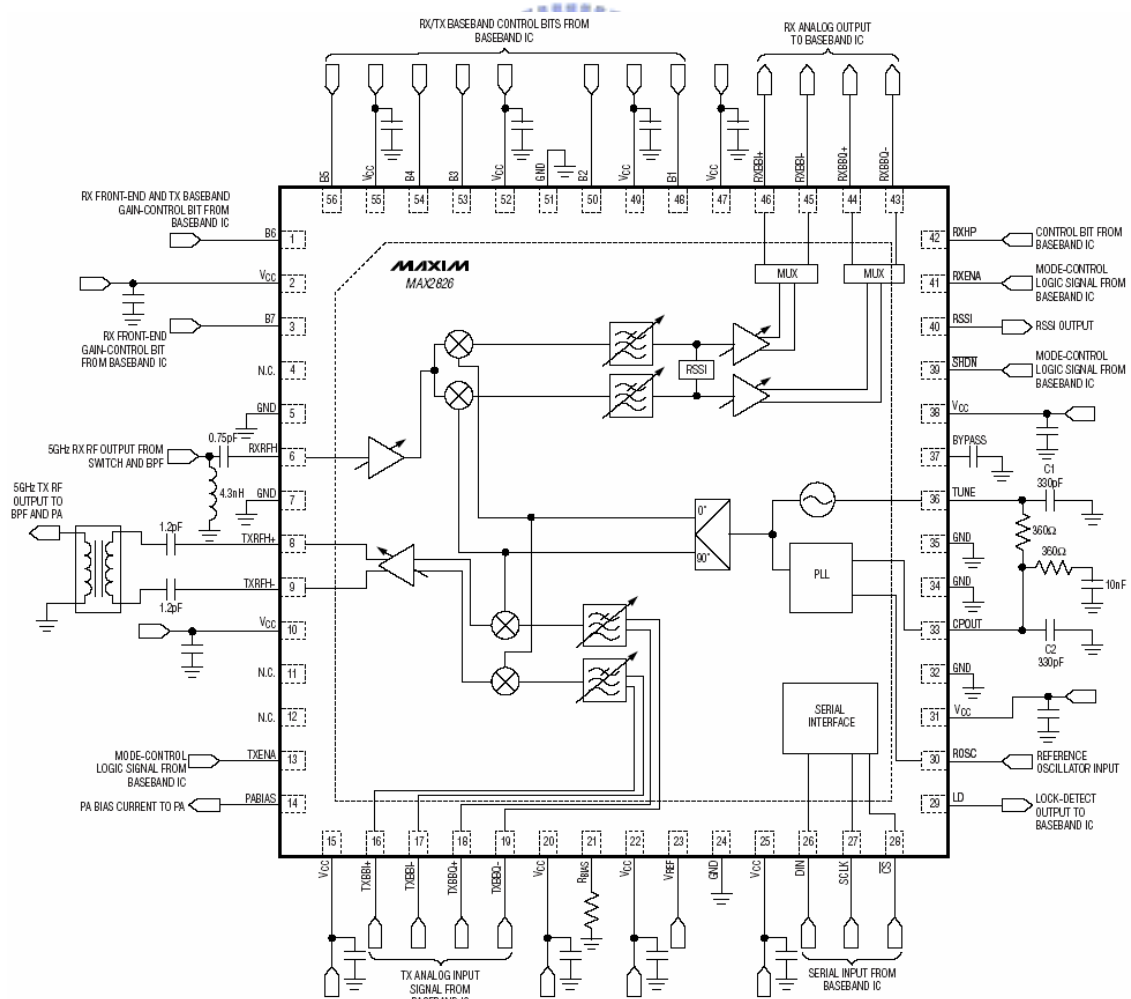 RX/TX BASEBAND CONTROL BITS FROM
BASEBAND IC
RX ANALOG OUTPUT
TO BASEBAND IC
B5
VCC
B4
B3
VCC
GND
B2
VCC
B1
VCC
RXBBI+
RXBBI-
RXBBQ+
RXBBQ-
56
55
54
53
52
51
50
49
48
47
46
45
44
43
RX FRONT-END AND TX BASEBAND
GAIN-CONTROL BIT FROM
BASEBAND IC
B6
1
VCC
2
B7
3
RX FRONT-END
GAIN-CONTROL BIT
FROM BASEBAND IC
N.C.
4
GND
5
0.75pF
RXRFH
6
5GHz RX RF OUTPUT FROM
SWITCH AND BPF
4.3nH
GND
7
5GHz TX RF
OUTPUT TO
BPF AND PA
1.2pF
TXRFH+
8
TXRFH-
9
1.2pF
VCC
10
N.C.
11
N.C.
12
MODE-CONTROL
LOGIC SIGNAL FROM
BASEBAND IC
TXENA
13
PA BIAS CURRENT TO PA
PABIAS
14
MAXIM
MAX2826
MUX
MUX
RSSI
0°
90°
PLL
SERIAL
INTERFACE
42
RXHP
CONTROL BIT FROM
BASEBAND IC
41
RXENA
MODE-CONTROL
LOGIC SIGNAL FROM
BASEBAND IC
40
RSSI
RSSI OUTPUT
39
SHDN
MODE-CONTROL
LOGIC SIGNAL FROM
BASEBAND IC
38
VCC
37
BYPASS
C1
330pF
36
TUNE
360Ω
35
GND
360Ω
34
GND
10nF
33
CPOUT
C2
330pF
32
GND
31
VCC
30
ROSC
REFERENCE
OSCILLATOR INPUT
29
LD
LOCK-DETECT
OUTPUT TO
BASEBAND IC
15
16
17
18
19
20
21
22
23
24
25
26
27
28
VCC
TXBBI+
TXBBI-
TXBBQ+
TXBBQ-
VCC
RBIAS
VCC
VREF
GND
VCC
DIN
SCLK
CS
TX ANALOG INPUT
SIGNAL FROM
BASEBAND IC
SERIAL INPUT FROM
BASEBAND IC